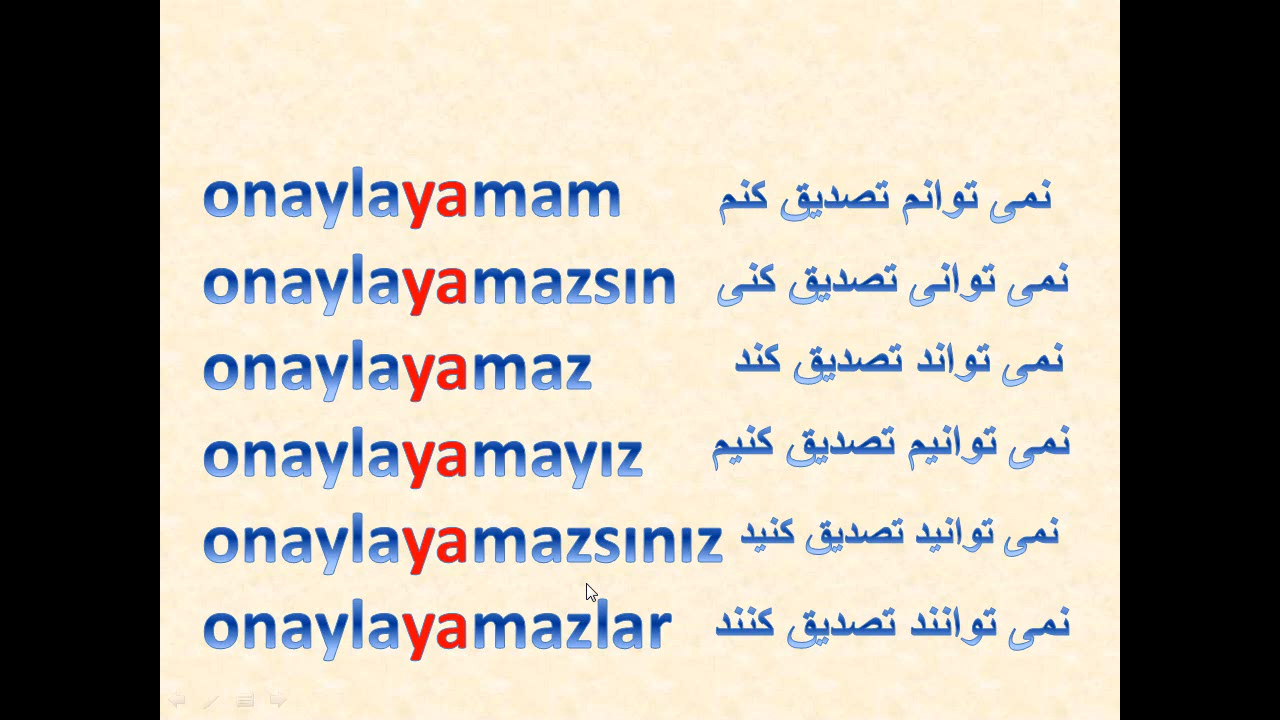 onaylayamam نمی توانم تصدیق کنم
onaylayamazsın نمی توانی تصدیق کنی
onaylayamaz نمی تواند تصدیق کند
onaylayamayız نمی توانیم تصدیق کنیم
onaylayamazsınız نمی توانید تصدیق کنید
onaylayamazlar نمی توانند تصدیق کنند